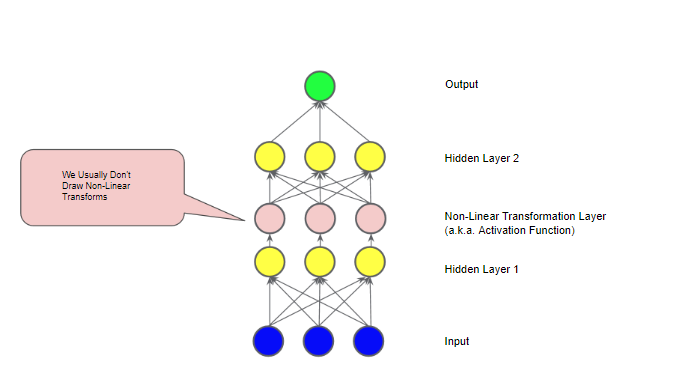 Output
Hidden Layer 2
We Usually Don't
Draw Non-Linear
Transforms
Non-Linear Transformation Layer
(a.k.a. Activation Function)
Hidden Layer 1
Input